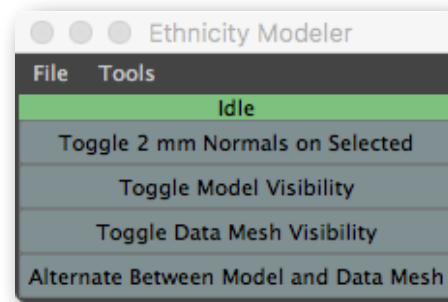 Ethnicity Modeler
File Tools
Idle
Toggle 2 mm Normals on Selected
Toggle Model Visibility
Toggle Data Mesh Visibility
Alternate Between Model and Data Mesh